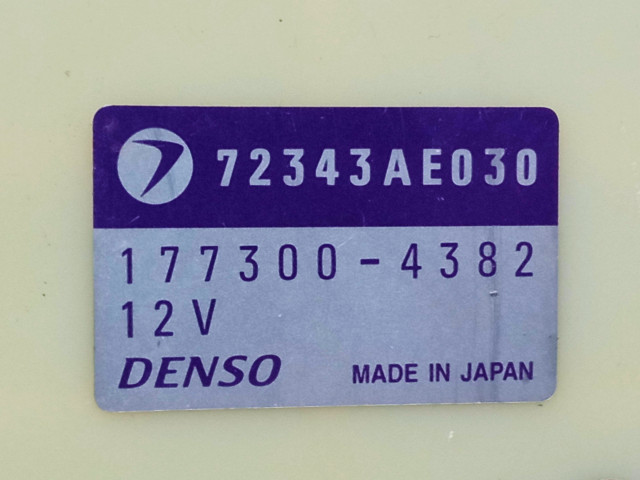 72343AE030
177300-4382
12V
DENSO MADE IN JAPAN